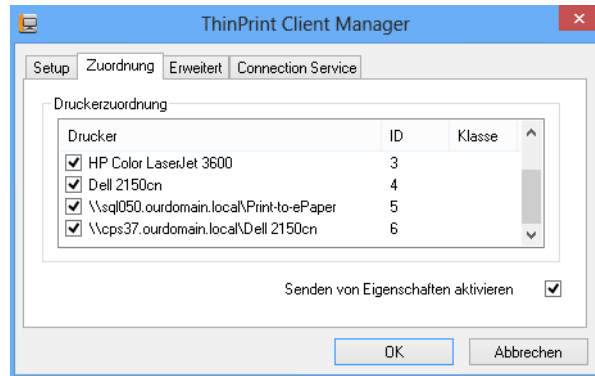 ThinPrint Client Manager
Setup Zuordnung Erweitert Connection Service
Druckerzuordnung
Drucker ID Klasse
HP Color LaserJet 3600 3
Dell 2150cn 4
\\sql050.ourdomain.local\Print-to-ePaper 5
\\cps37.ourdomain.local\Dell 2150cn 6
Senden von Eigenschaften aktivieren
OK Abbrechen